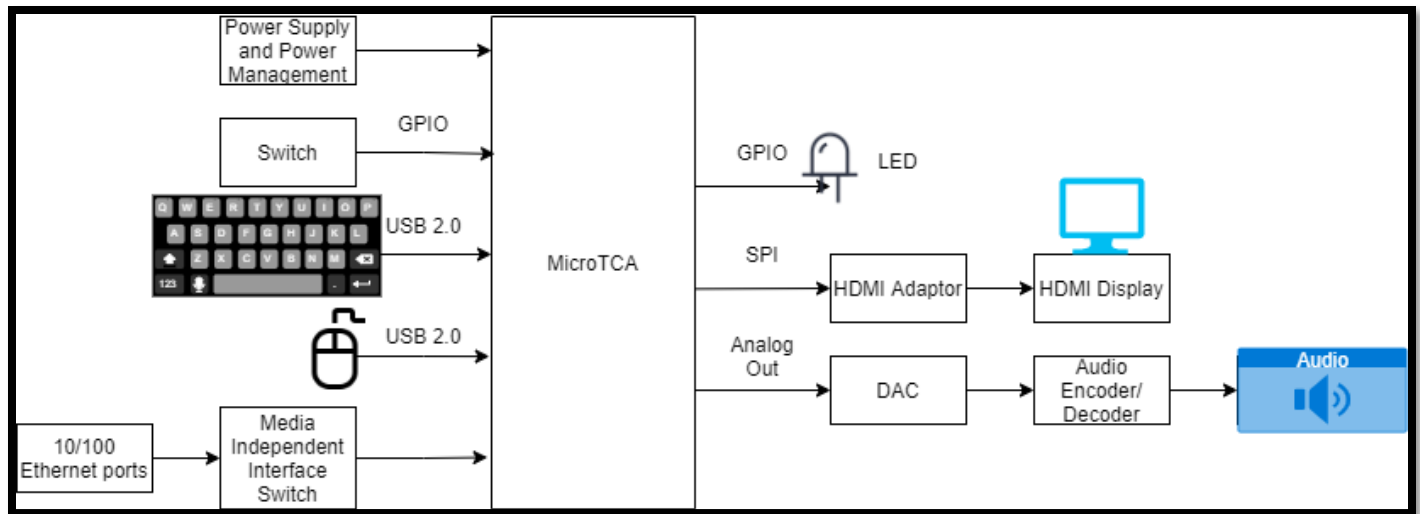 Power Supply
and Power
Management
GPIO
Switch
Q W E R T Y U I O P
A S D F G H J K L
Z X C V B N M
123
.
USB 2.0
USB 2.0
10/100
Ethernet ports
Media
Independent
Interface
Switch
MicroTCA
GPIO
LED
SPI
HDMI Adaptor
HDMI Display
Analog
Out
DAC
Audio
Encoder/
Decoder
Audio